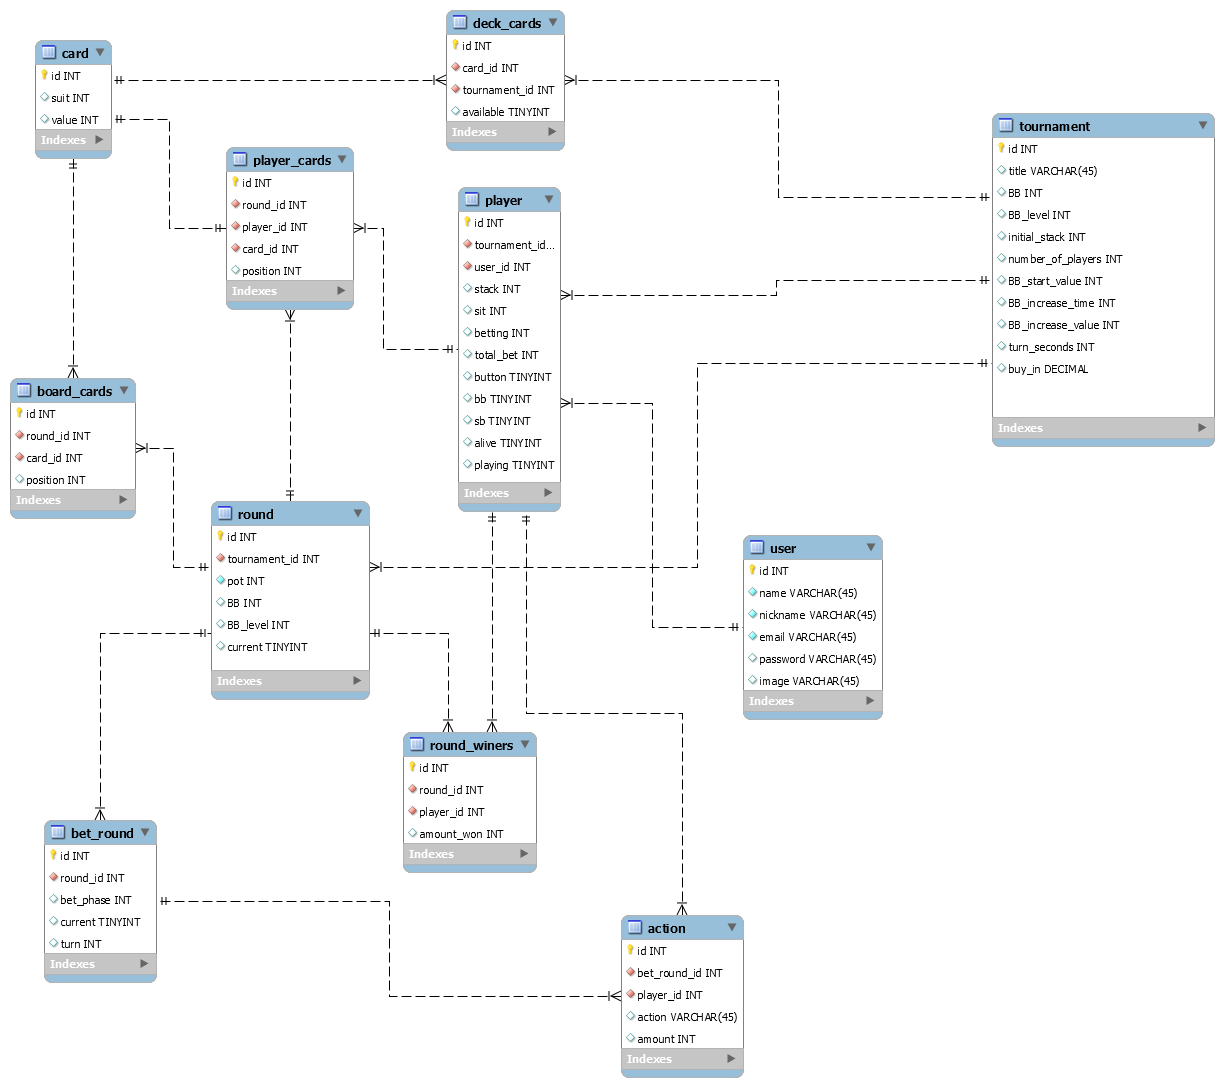 deck_cards
id INT
card_id INT
tournament_id INT
available TINYINT
Indexes
card
id INT
suit INT
value INT
Indexes
tournament
id INT
title VARCHAR(45)
BB INT
BB_level INT
initial_stack INT
number_of_players INT
BB_start_value INT
BB_increase_time INT
BB_increase_value INT
turn_seconds INT
buy_in DECIMAL
Indexes
player_cards
id INT
round_id INT
player_id INT
card_id INT
position INT
Indexes
player
id INT
tournament_id...
user_id INT
stack INT
sit INT
betting INT
total_bet INT
button TINYINT
bb TINYINT
sb TINYINT
alive TINYINT
playing TINYINT
Indexes
board_cards
id INT
round_id INT
card_id INT
position INT
Indexes
round
id INT
tournament_id INT
pot INT
BB INT
BB_level INT
current TINYINT
Indexes
user
id INT
name VARCHAR(45)
nickname VARCHAR(45)
email VARCHAR(45)
password VARCHAR(45)
image VARCHAR(45)
Indexes
round_winers
id INT
round_id INT
player_id INT
amount_won INT
Indexes
bet_round
id INT
round_id INT
bet_phase INT
current TINYINT
turn INT
Indexes
action
id INT
bet_round_id INT
player_id INT
action VARCHAR(45)
amount INT
Indexes